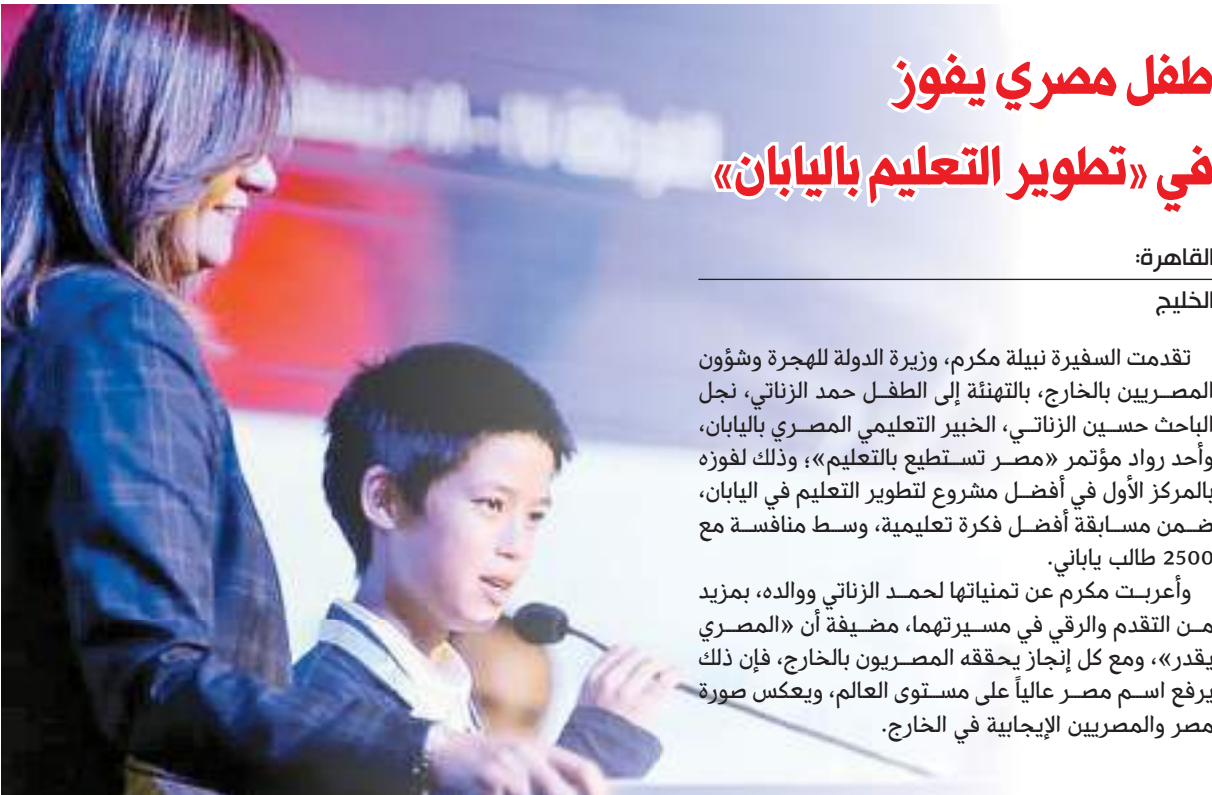 طفل مصري يفوز
في «تطوير التعليم باليابان»
القاهرة:
الخليج
تقدمت السفيرة نبيلة مكرم، وزيرة الدولة للهجرة وشؤون
المصريين بالخارج، بالتهنئة إلى الطفل حمد الزناتي، نجل
الباحث حسين الزناتي، الخبير التعليمي المصري باليابان،
وأحد رواد مؤتمر «مصر تستطيع بالتعليم»؛ وذلك لفوزه
بالمركز الأول في أفضل مشروع لتطوير التعليم في اليابان،
ضمن مسابقة أفضل فكرة تعليمية، وسط منافسة مع
2500 طالب ياباني.
وأعربت مكرم عن تمنياتها لحمد الزناتي ووالده، بمزيد
من التقدم والرقي في مسيرتهما، مضيفة أن «المصري
يقدر»، ومع كل إنجاز يحققه المصريون بالخارج، فإن ذلك
يرفع اسم مصر عالياً على مستوى العالم، ويعكس صورة
مصر والمصريين الإيجابية في الخارج.